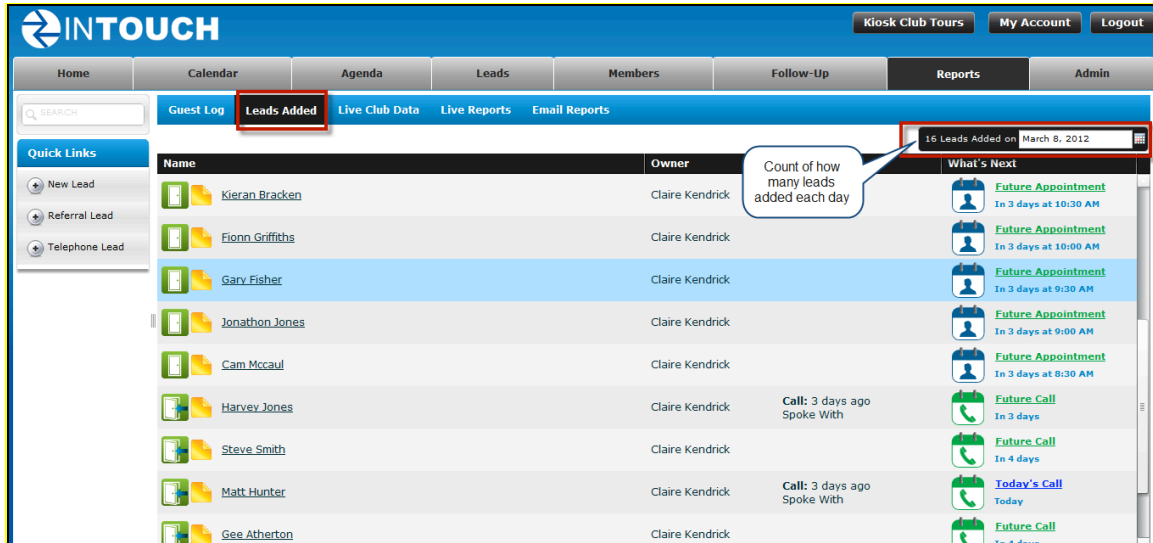 INTOUCH
Kiosk Club Tours My Account Logout
Home Calendar Agenda Leads Members Follow-Up Reports Admin
SEARCH
Guest Log Leads Added Live Club Data Live Reports Email Reports
16 Leads Added on March 8, 2012
Quick Links
New Lead
Referral Lead
Telephone Lead
Name Owner What's Next
Count of how
many leads
added each day
Kieran Bracken Claire Kendrick Future Appointment
In 3 days at 10:30 AM
Fionn Griffiths Claire Kendrick Future Appointment
In 3 days at 10:00 AM
Gary Fisher Claire Kendrick Future Appointment
In 3 days at 9:30 AM
Jonathon Jones Claire Kendrick Future Appointment
In 3 days at 9:00 AM
Cam Mccaul Claire Kendrick Future Appointment
In 3 days at 8:30 AM
Harvey Jones Claire Kendrick Call: 3 days ago Future Call
Spoke With In 3 days
Steve Smith Claire Kendrick Future Call
In 4 days
Matt Hunter Claire Kendrick Call: 3 days ago Today's Call
Spoke With Today
Gee Atherton Claire Kendrick Future Call